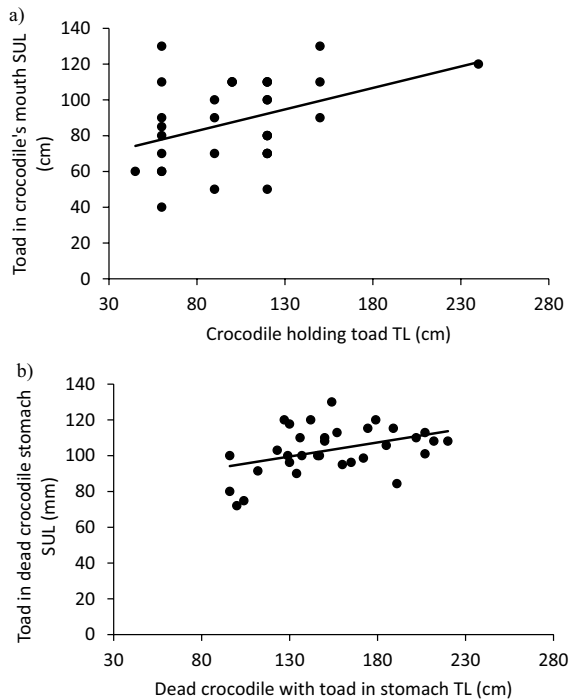 a)
140
120
100
80
60
40
20
0
Toad in crocodile's mouth SUL
(cm)
30 80 130 180 230 280
Crocodile holding toad TL (cm)
b)
140
120
100
80
60
40
20
0
Toad in dead crocodile stomach
SUL (mm)
30 80 130 180 230 280
Dead crocodile with toad in stomach TL (cm)